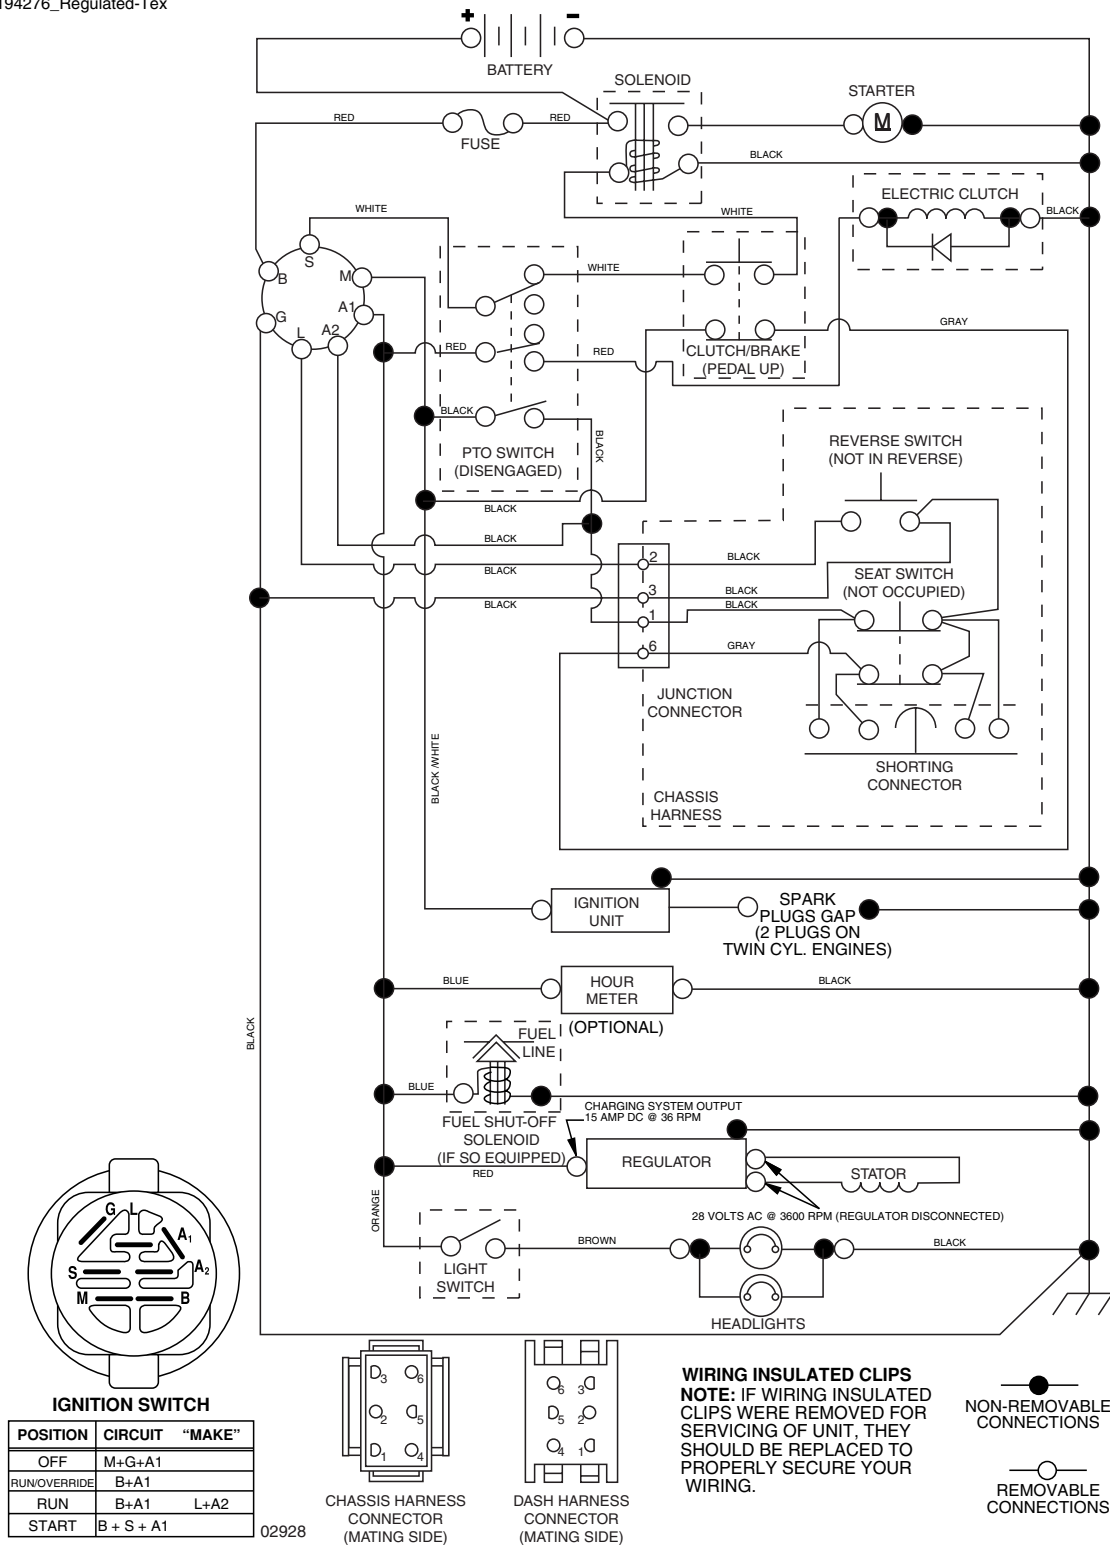 194276_Regulated-Tex
+
−
BATTERY
SOLENOID
STARTER
M
RED
FUSE
RED
BLACK
ELECTRIC CLUTCH
BLACK
WHITE
WHITE
WHITE
S
B
M
A1
G
L
A2
RED
RED
CLUTCH/BRAKE
(PEDAL UP)
GRAY
BLACK
PTO SWITCH
(DISENGAGED)
BLACK
REVERSE SWITCH
(NOT IN REVERSE)
BLACK
BLACK
BLACK
BLACK
2
BLACK
3
BLACK
1
BLACK
6
GRAY
SEAT SWITCH
(NOT OCCUPIED)
JUNCTION
CONNECTOR
BLACK /WHITE
SHORTING
CONNECTOR
CHASSIS
HARNESS
IGNITION
UNIT
SPARK
PLUGS GAP
(2 PLUGS ON
TWIN CYL. ENGINES)
BLUE
HOUR
METER
BLACK
(OPTIONAL)
BLACK
FUEL
LINE
BLUE
FUEL SHUT-OFF
SOLENOID
(IF SO EQUIPPED)
CHARGING SYSTEM OUTPUT
15 AMP DC @ 36 RPM
RED
REGULATOR
STATOR
28 VOLTS AC @ 3600 RPM (REGULATOR DISCONNECTED)
ORANGE
LIGHT
SWITCH
BROWN
BLACK
HEADLIGHTS
G
L
A1
S
A2
M
B
IGNITION SWITCH
POSITION CIRCUIT “MAKE”
OFF M+G+A1
RUN/OVERRIDE B+A1
RUN B+A1 L+A2
START B + S + A1
02928
3
6
2
5
1
4
CHASSIS HARNESS
CONNECTOR
(MATING SIDE)
6
3
5
2
4
1
DASH HARNESS
CONNECTOR
(MATING SIDE)
WIRING INSULATED CLIPS
NOTE: IF WIRING INSULATED
CLIPS WERE REMOVED FOR
SERVICING OF UNIT, THEY
SHOULD BE REPLACED TO
PROPERLY SECURE YOUR
WIRING.
NON-REMOVABLE
CONNECTIONS
REMOVABLE
CONNECTIONS